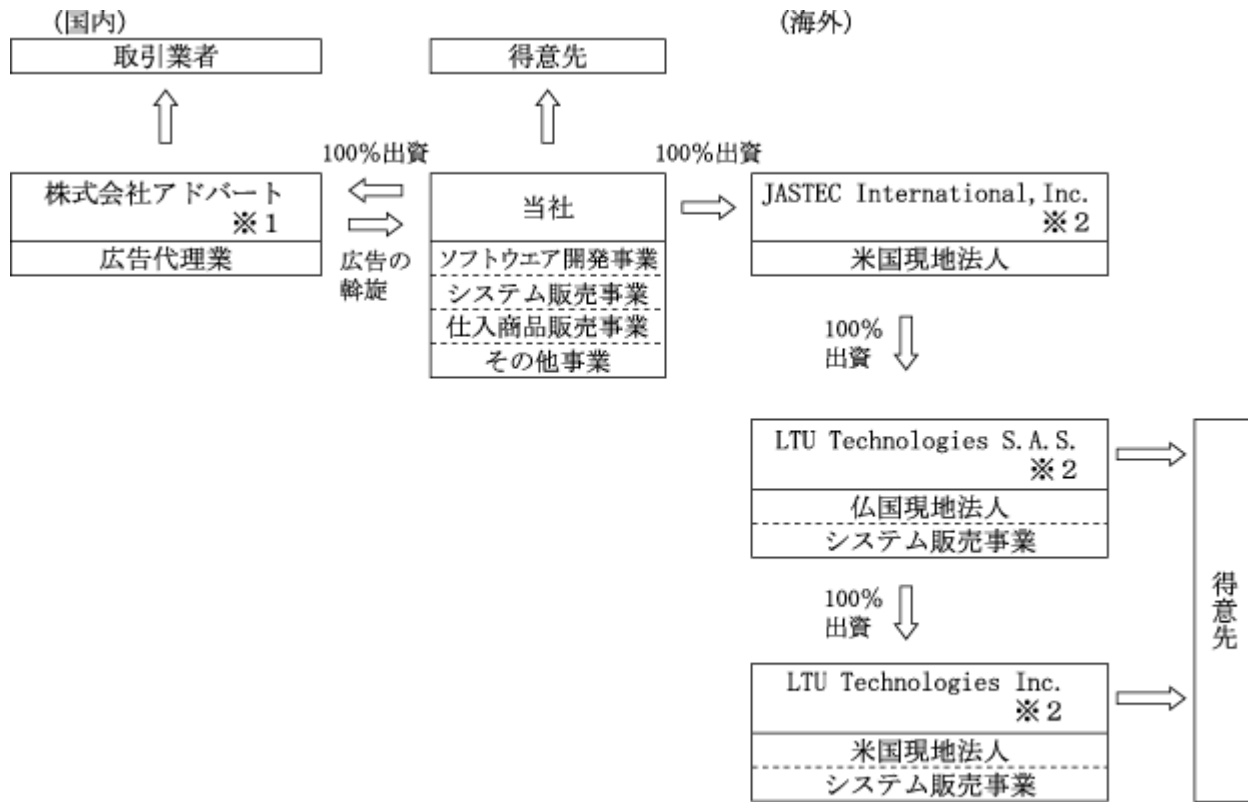 (国内)
(海外)
取引業者
得意先
100%出資
100%出資
株式会社アドバート
※1
広告代理業
広告の
斡旋
当社
ソフトウエア開発事業
システム販売事業
仕入商品販売事業
その他事業
JASTEC International,Inc.
※2
米国現地法人
100%
出資
LTU Technologies S.A.S.
※2
仏国現地法人
システム販売事業
100%
出資
LTU Technologies Inc.
※2
米国現地法人
システム販売事業
得意先